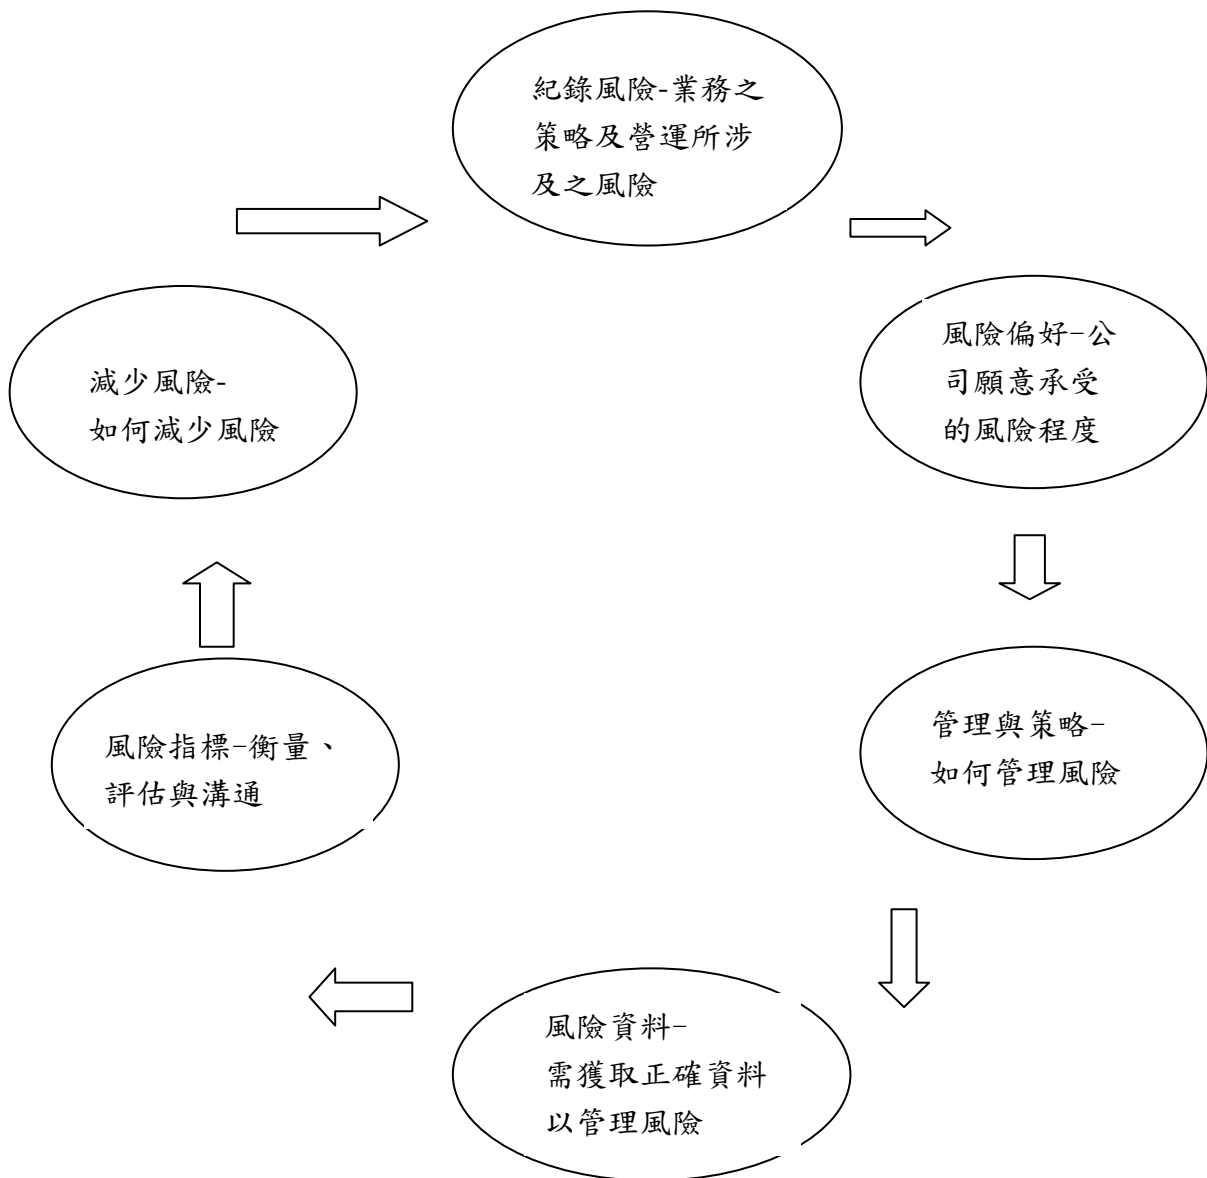 紀錄風險-業務之
策略及營運所涉
及之風險
風險偏好-公
司願意承受
的風險程度
管理與策略-
如何管理風險
風險資料-
需獲取正確資料
以管理風險
風險指標-衡量、
評估與溝通
減少風險-
如何減少風險